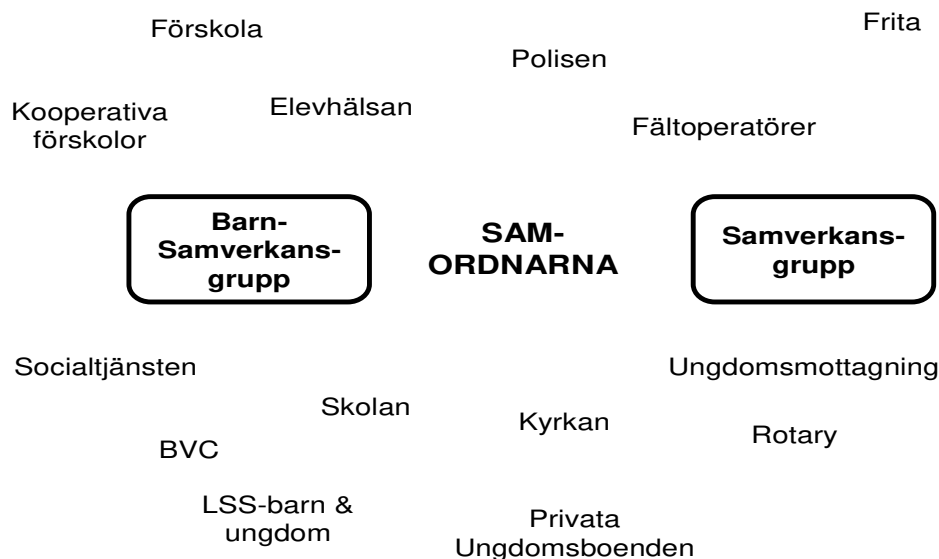 Förskola
Frita
Polisen
Kooperativa
förskolor
Elevhälsan
Fältoperatörer
Barn-
Samverkans-
grupp
SAM-
ORDNARNA
Samverkans-
grupp
Socialtjänsten
Ungdomsmottagning
Skolan
Kyrkan
Rotary
BVC
LSS-barn &
ungdom
Privata
Ungdomsboenden